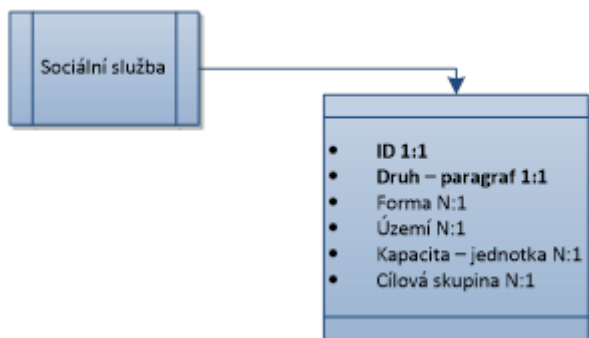 Sociální služba
• ID 1:1
• Druh – paragraf 1:1
• Forma N:1
• Území N:1
• Kapacita – jednotka N:1
• Cílová skupina N:1